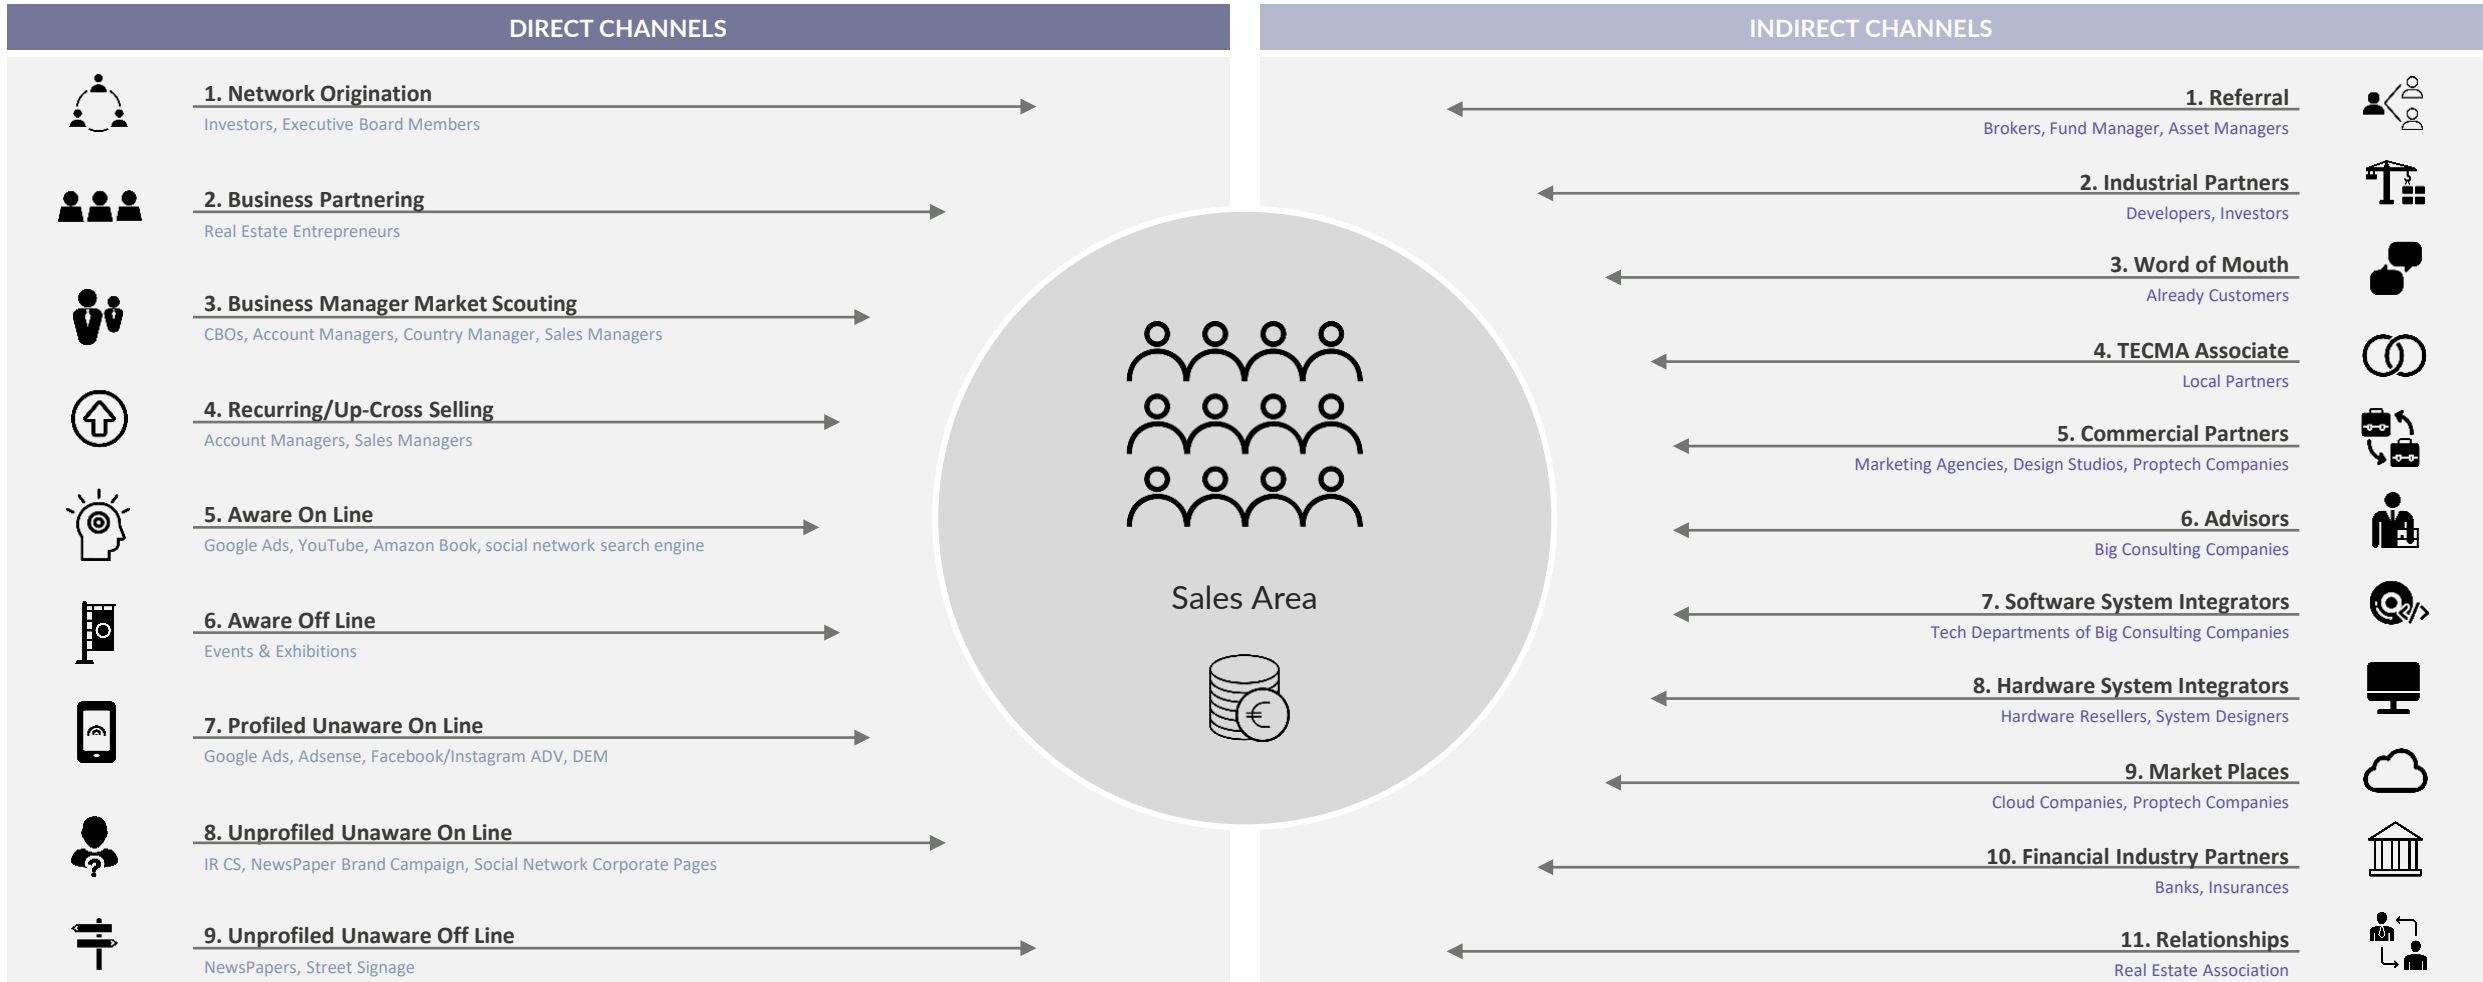 DIRECT CHANNELS
1. Network Origination
Investors, Executive Board Members
2. Business Partnering
Real Estate Entrepreneurs
3. Business Manager Market Scouting
CBOs, Account Managers, Country Manager, Sales Managers
4. Recurring/Up-Cross Selling
Account Managers, Sales Managers
5. Aware On Line
Google Ads, YouTube, Amazon Book, social network search engine
6. Aware Off Line
Events & Exhibitions
7. Profiled Unaware On Line
Google Ads, Adsense, Facebook/Instagram ADV, DEM
8. Unprofiled Unaware On Line
IR CS, NewsPaper Brand Campaign, Social Network Corporate Pages
9. Unprofiled Unaware Off Line
NewsPapers, Street Signage
Sales Area
€
INDIRECT CHANNELS
1. Referral
Brokers, Fund Manager, Asset Managers
2. Industrial Partners
Developers, Investors
3. Word of Mouth
Already Customers
4. TECMA Associate
Local Partners
5. Commercial Partners
Marketing Agencies, Design Studios, Proptech Companies
6. Advisors
Big Consulting Companies
7. Software System Integrators
Tech Departments of Big Consulting Companies
8. Hardware System Integrators
Hardware Resellers, System Designers
9. Market Places
Cloud Companies, Proptech Companies
10. Financial Industry Partners
Banks, Insurances
11. Relationships
Real Estate Association